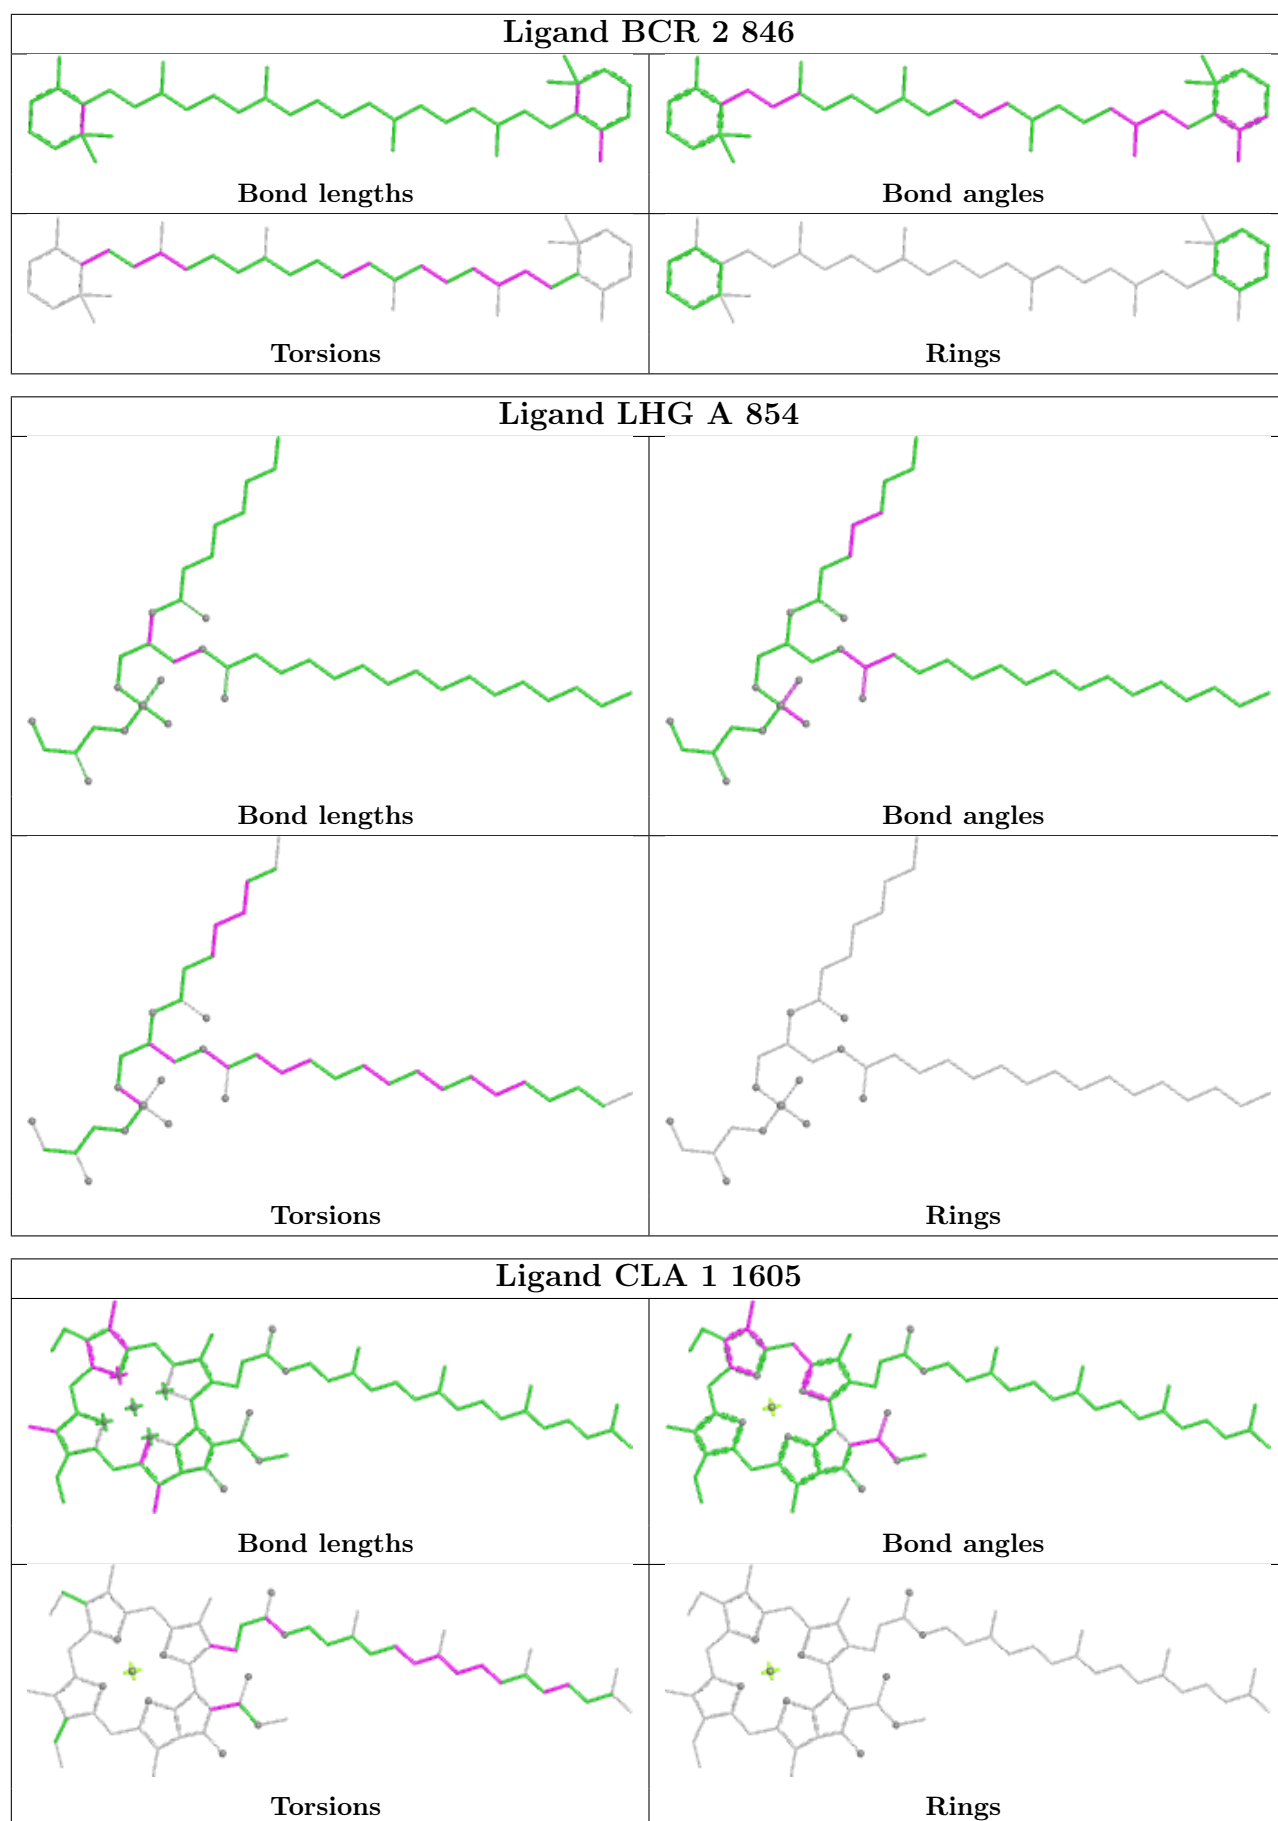 Ligand BCR 2 846
Bond lengths
Bond angles
Torsions
Rings
Ligand LHG A 854
Bond lengths
Bond angles
Torsions
Rings
Ligand CLA 1 1605
Bond lengths
Bond angles
Torsions
Rings